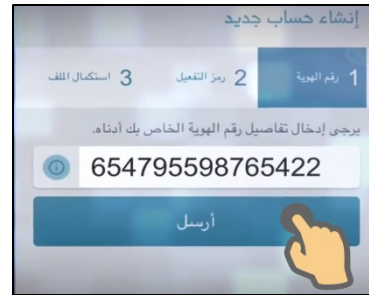 إنشاء حساب جديد
1 رقم الهوية 2 رمز التفعيل 3 استكمال الملف
يرجى إدخال تفاصيل رقم الهوية الخاص بك أدناه.
654795598765422
أرسل